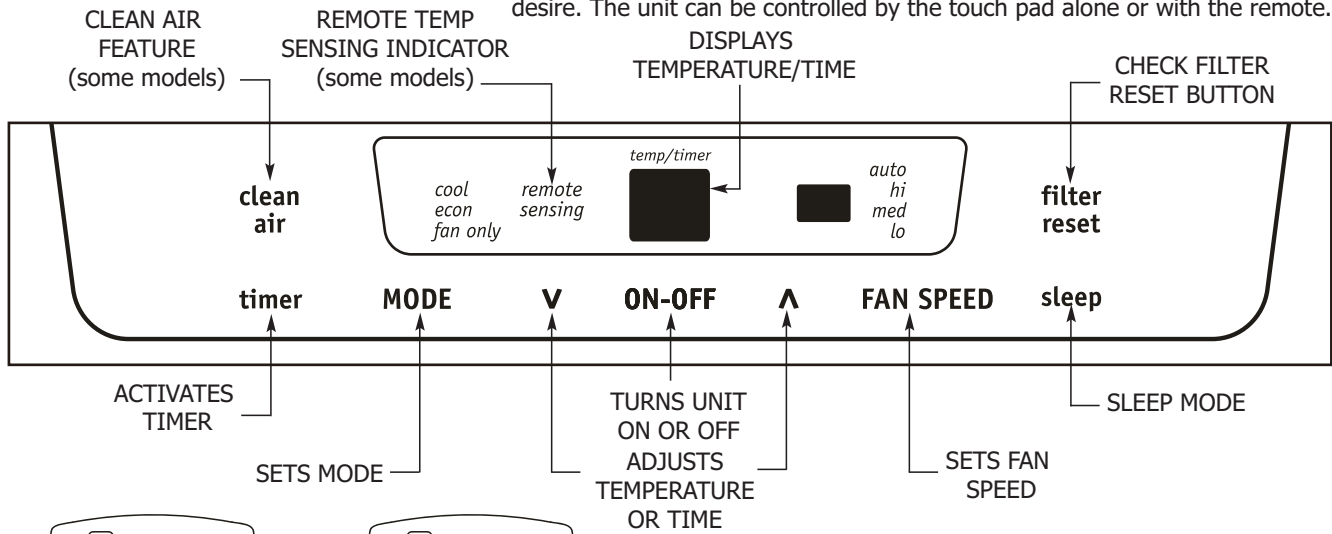 desire. The unit can be controlled by the touch pad alone or with the remote.
CLEAN AIR
FEATURE
(some models)
REMOTE TEMP
SENSING INDICATOR
(some models)
DISPLAYS
TEMPERATURE/TIME
CHECK FILTER
RESET BUTTON
clean
air
cool
econ
fan only
remote
sensing
temp/timer
auto
hi
med
lo
filter
reset
timer
MODE
∨
ON-OFF
∧
FAN SPEED
sleep
ACTIVATES
TIMER
SETS MODE
TURNS UNIT
ON OR OFF
ADJUSTS
TEMPERATURE
OR TIME
SETS FAN
SPEED
SLEEP MODE